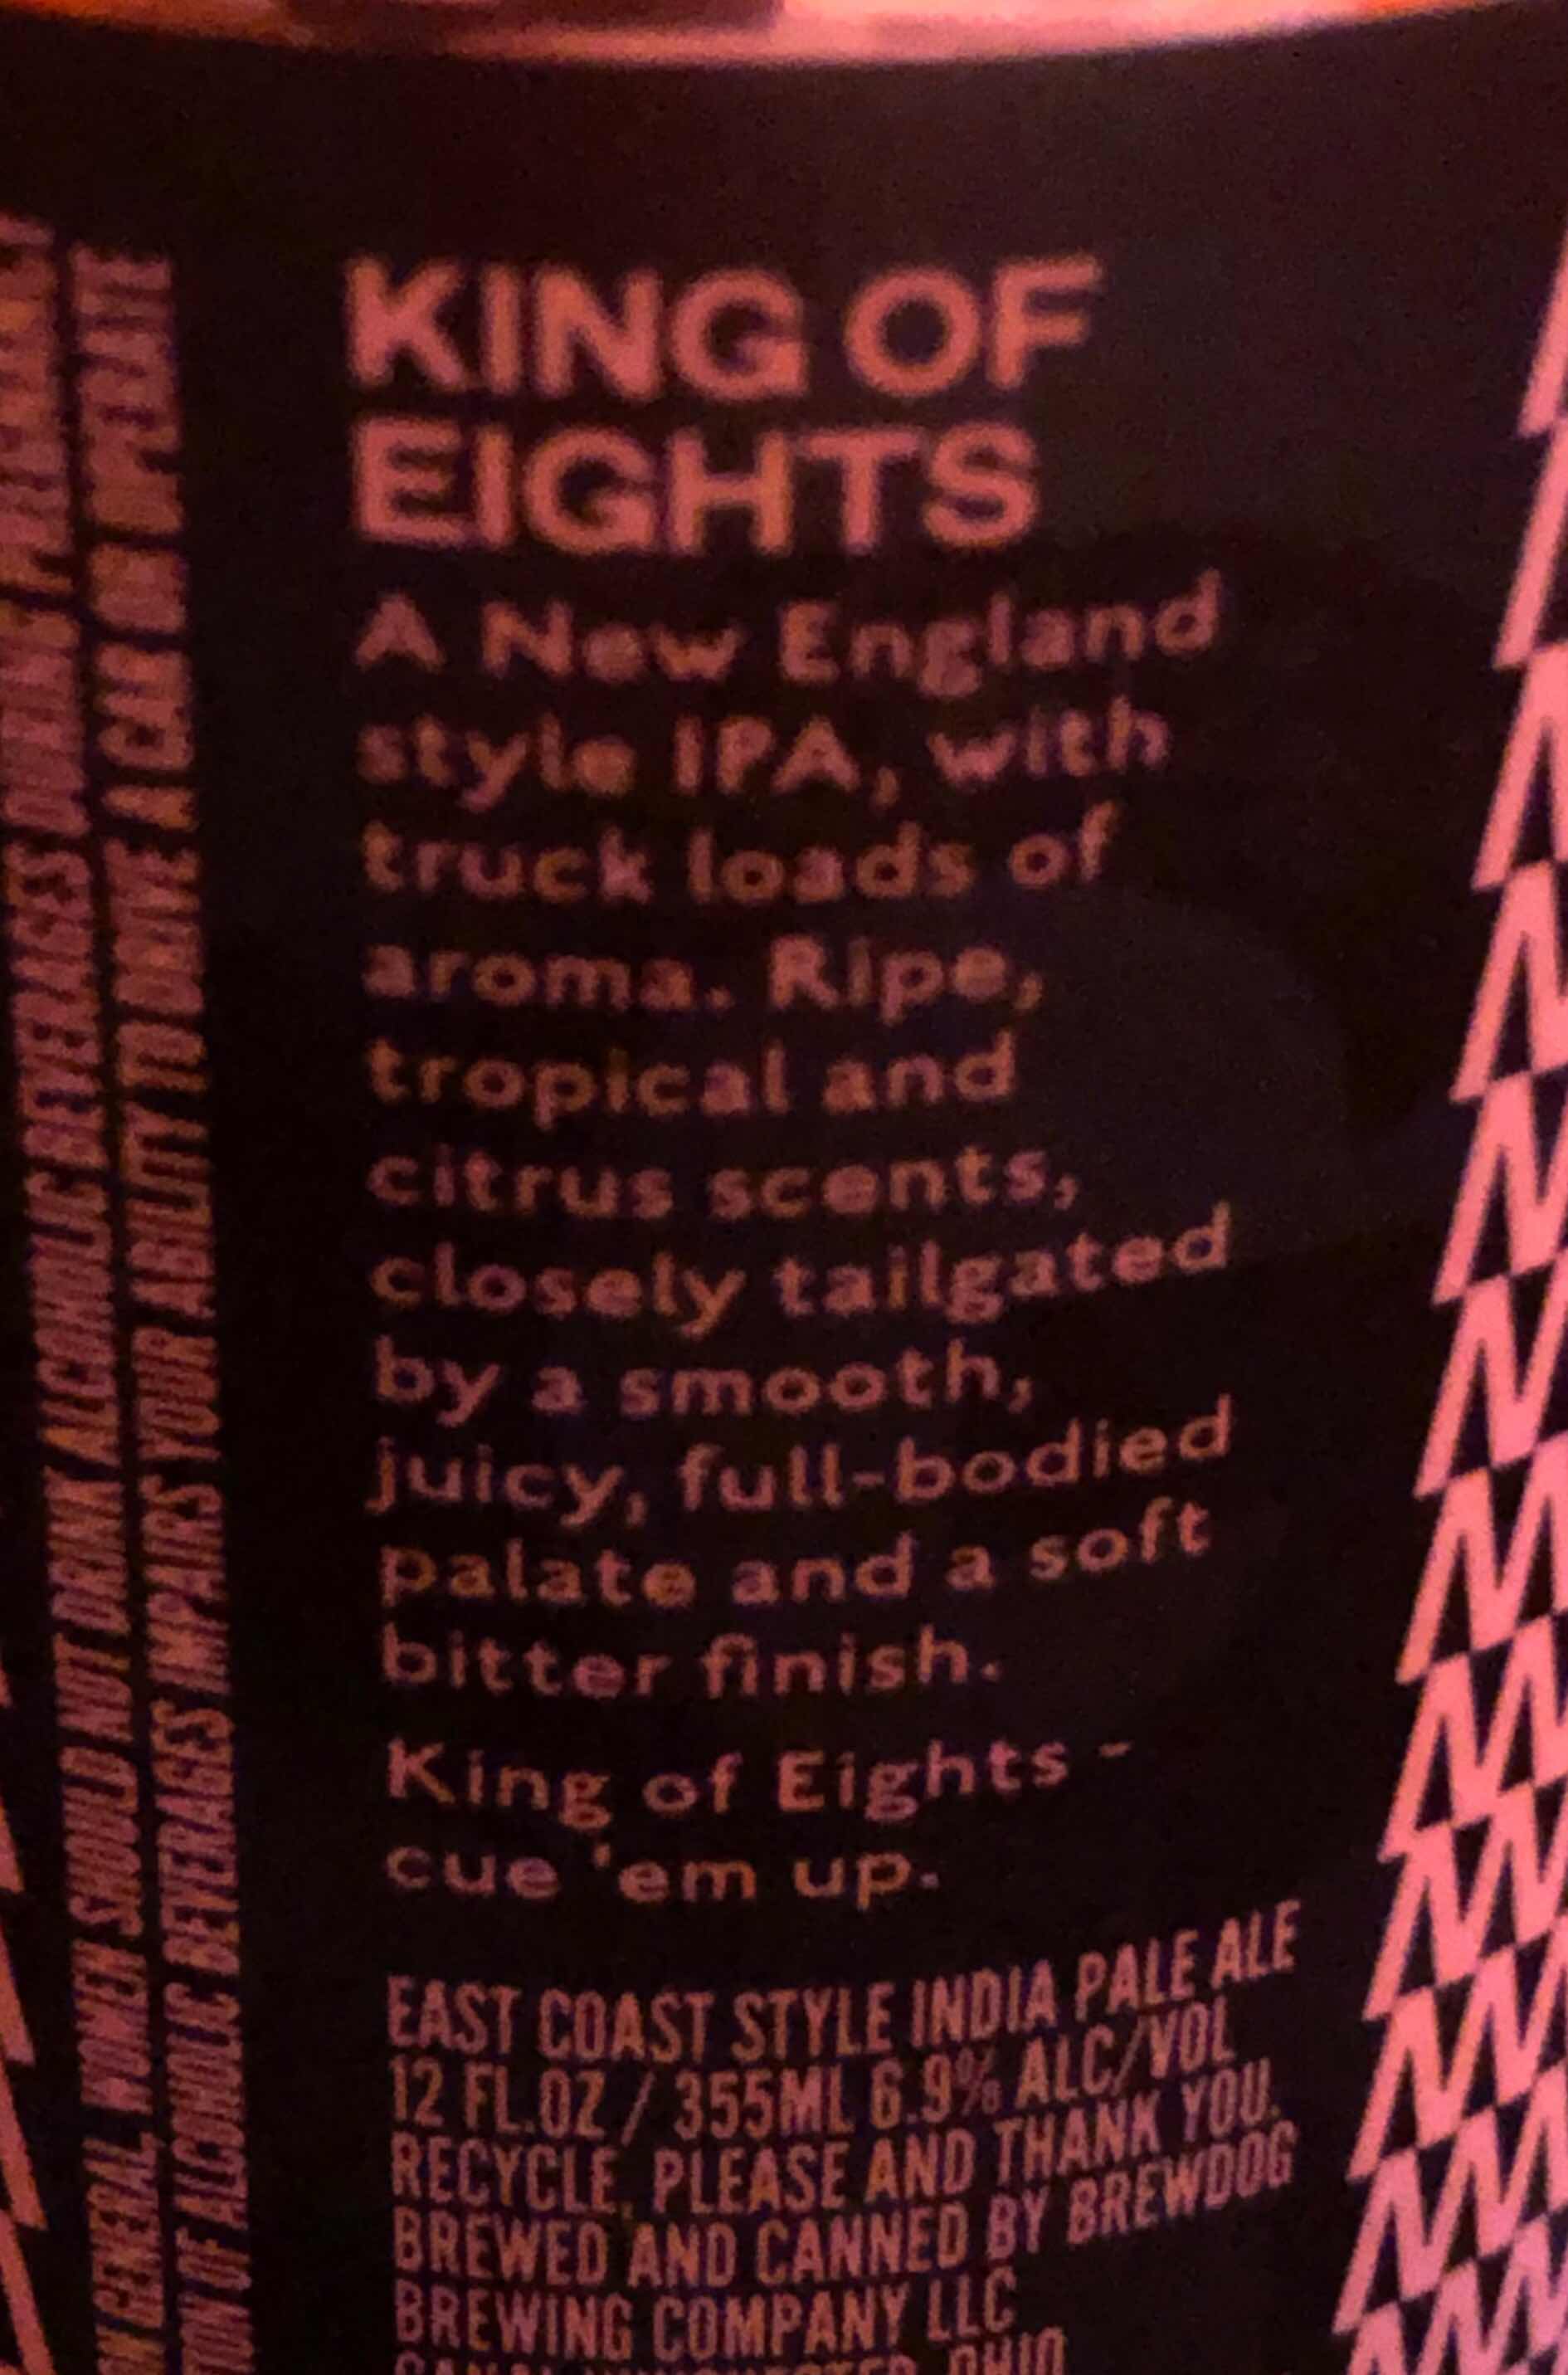 WOMEN SHOULD NOT DRINK ALCOHOLIC BEVERAGES DURING
OF ALCOHOLIC BEVERAGES IMPAIRS YOUR ABILITY TO DRIVE A CAR OR OPERATE
KING OF
EIGHTS
A New England
style IPA, with
truck loads of
aroma. Ripe,
tropical and
citrus scents,
closely tailgated
by a smooth,
juicy, full-bodied
palate and a soft
bitter finish.
King of Eights -
cue 'em up.
EAST COAST STYLE INDIA PALE ALE
12 FL.OZ / 355ML 6.9% ALC/VOL
RECYCLE, PLEASE AND THANK YOU.
BREWED AND CANNED BY BREWDOG
BREWING COMPANY LLC
OHIO